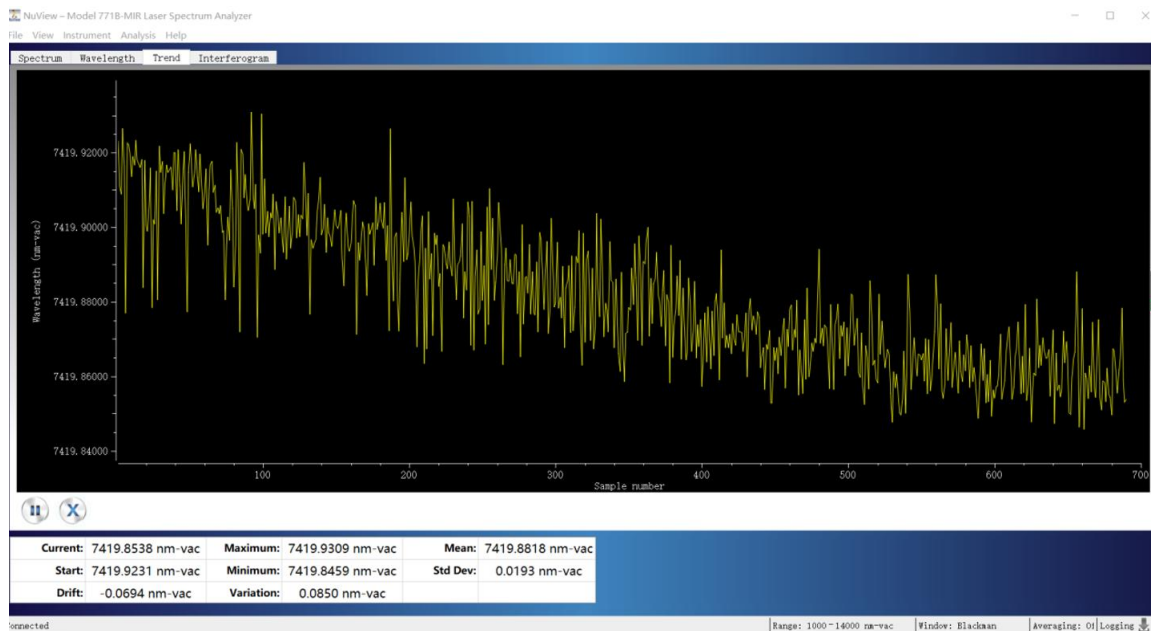 NuView – Model 771B-MIR Laser Spectrum Analyzer
File View Instrument Analysis Help
Spectrum Wavelength Trend Interferogram
7419.92000
7419.90000
7419.88000
7419.86000
7419.84000
Wavelength (nm-vac)
100 200 300 400 500 600 700
Sample number
Current: 7419.8538 nm-vac Maximum: 7419.9309 nm-vac Mean: 7419.8818 nm-vac
Start: 7419.9231 nm-vac Minimum: 7419.8459 nm-vac Std Dev: 0.0193 nm-vac
Drift: -0.0694 nm-vac Variation: 0.0850 nm-vac
onnected Range: 1000-14000 nm-vac Window: Blackman Averaging: Of Logging